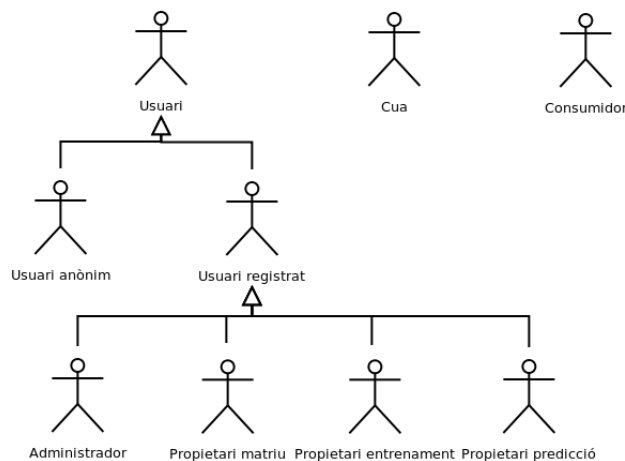 Usuari
Cua
Consumidor
Usuari anònim
Usuari registrat
Administrador
Propietari matriu
Propietari entrenament
Propietari predicció